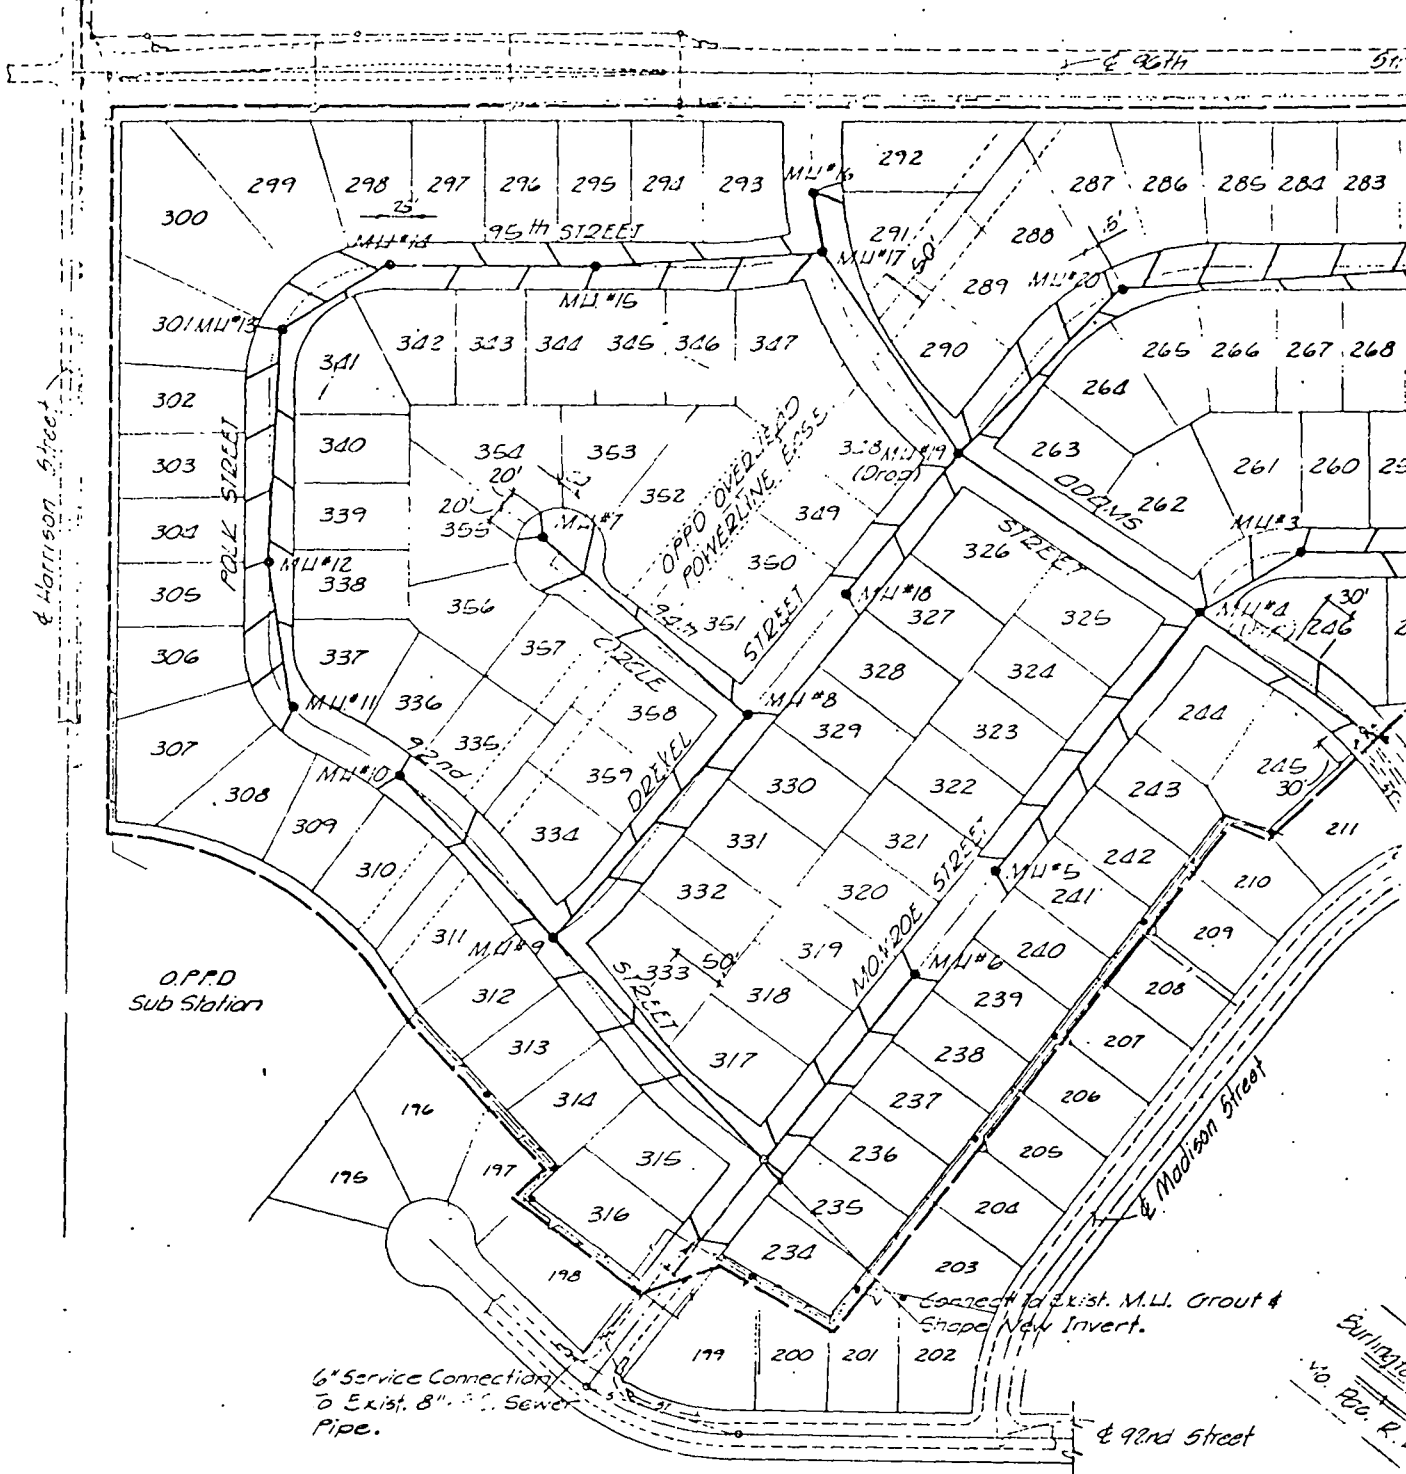 ℄ 96th
299
298
297
296
295
294
293
292
287
286
285
284
283
300
25'
95th STREET
MH#14
MH#16
291
50'
288
5'
MH#17
289
MH#20
301
MH#13
MH#15
341
342
343
344
345
346
347
290
265
266
267
268
264
302
340
℄ Harrison Street
303
POLK STREET
354
353
OPPD OVERHEAD
POWERLINE EASE
MH#19
(Drop)
263
261
260
ADAMS
STREET
262
20'
20'
352
339
304
355
MH#7
349
326
MH#3
MH#12
305
338
350
MH#18
356
94th
351
327
325
MH#4
30'
246
306
337
357
CIRCLE
STREET
328
324
MH#11
336
358
MH#8
244
307
335
329
323
92nd
MH#10
359
DREXEL
330
322
243
245
30'
308
309
334
331
321
STREET
242
211
310
332
320
MH#5
241
210
311
MH#9
319
MONROE
240
209
333
50'
STREET
MH#6
O.P.P.D
Sub Station
312
318
239
208
313
317
238
207
196
314
237
206
℄ Madison Street
195
197
315
236
205
316
235
204
234
203
198
Connect To Exist. M.H. Grout &
Shape New Invert.
199
200
201
202
6" Service Connection
To Exist. 8" Sewer
Pipe.
℄ 92nd Street
Pac. R.